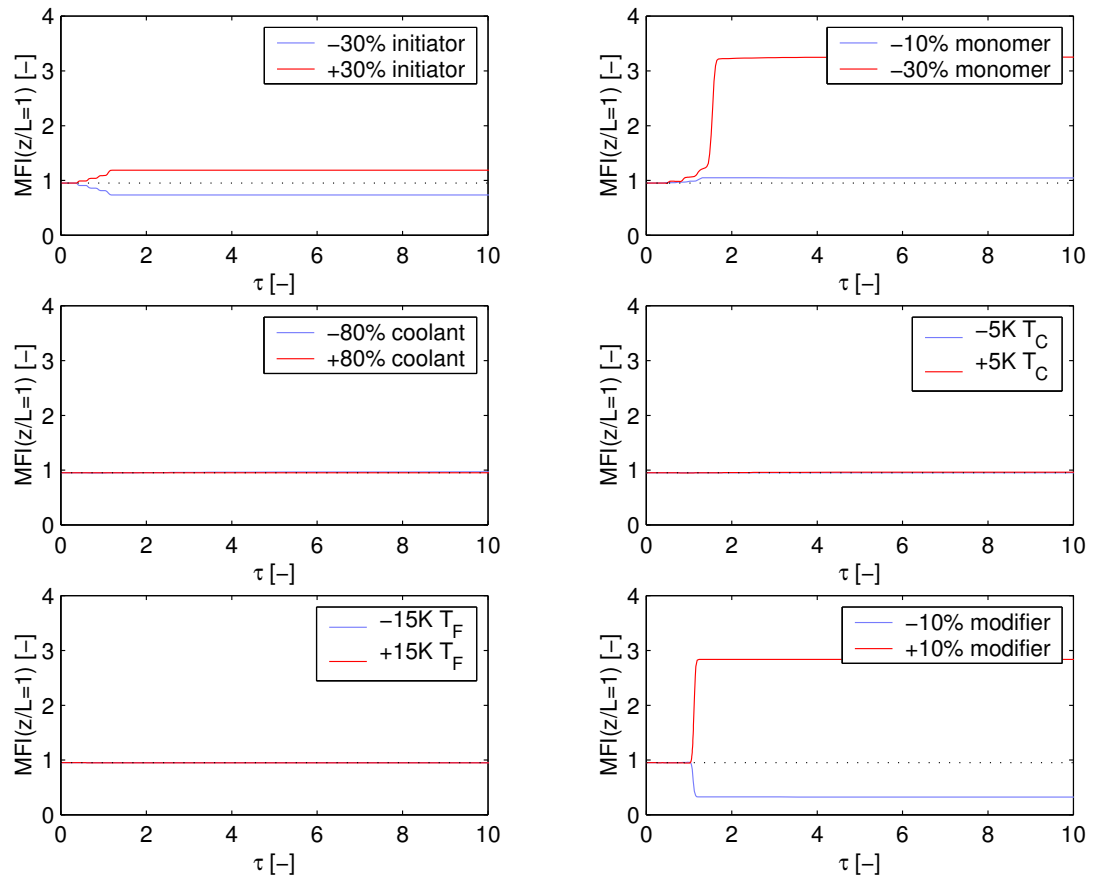 4
3
2
1
0
MFI(z/L=1) [−]
−30% initiator
+30% initiator
0 2 4 6 8 10
τ [−]
4
3
2
1
0
MFI(z/L=1) [−]
−10% monomer
−30% monomer
0 2 4 6 8 10
τ [−]
4
3
2
1
0
MFI(z/L=1) [−]
−80% coolant
+80% coolant
0 2 4 6 8 10
τ [−]
4
3
2
1
0
MFI(z/L=1) [−]
−5K T_C
+5K T_C
0 2 4 6 8 10
τ [−]
4
3
2
1
0
MFI(z/L=1) [−]
−15K T_F
+15K T_F
0 2 4 6 8 10
τ [−]
4
3
2
1
0
MFI(z/L=1) [−]
−10% modifier
+10% modifier
0 2 4 6 8 10
τ [−]